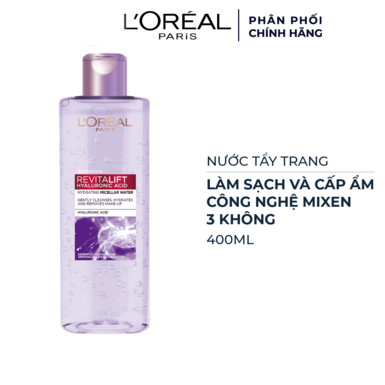 L'ORÉAL
PARIS
PHÂN PHỐI
CHÍNH HÃNG
L'ORÉAL
PARIS
REVITALIFT
HYALURONIC ACID
HYDRATING MICELLAR WATER
GENTLY CLEANSES, HYDRATES
AND REMOVES MAKE-UP
HYALURONIC ACID
NƯỚC TẨY TRANG
LÀM SẠCH VÀ CẤP ẨM
CÔNG NGHỆ MIXEN
3 KHÔNG
400ML